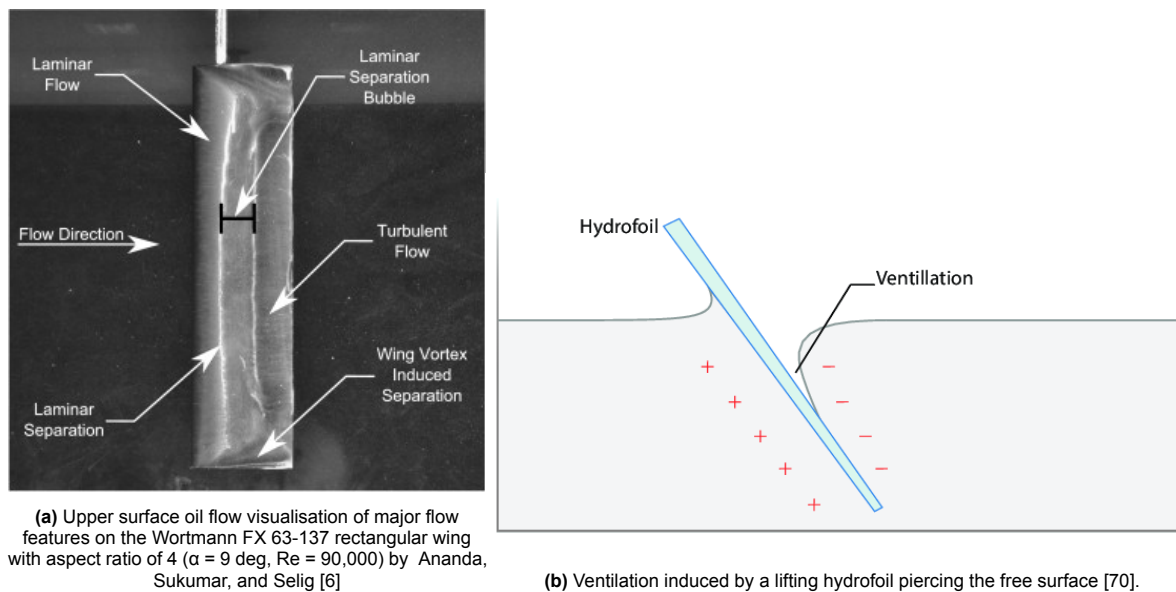 Laminar
Flow
Laminar
Separation
Bubble
Flow Direction
Turbulent
Flow
Wing Vortex
Induced
Separation
Laminar
Separation
(a) Upper surface oil flow visualisation of major flow
features on the Wortmann FX 63-137 rectangular wing
with aspect ratio of 4 (α = 9 deg, Re = 90,000) by Ananda,
Sukumar, and Selig [6]
Hydrofoil
Ventillation
+ −
+ −
+ −
+ −
+
(b) Ventilation induced by a lifting hydrofoil piercing the free surface [70].